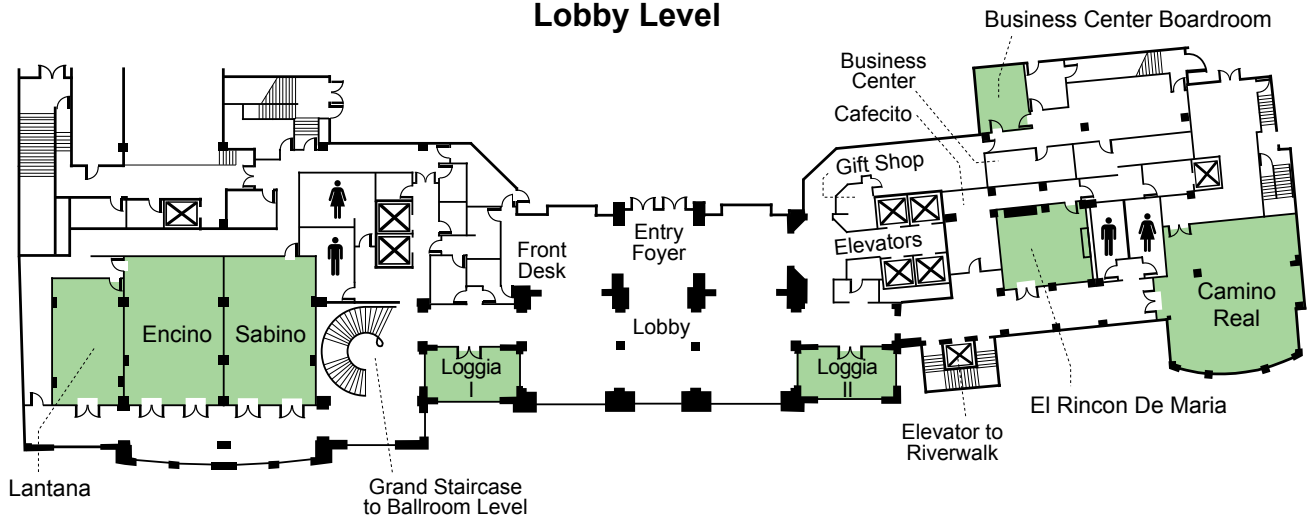 Lobby Level
Business Center Boardroom
Business
Center
Cafecito
Gift Shop
Elevators
Entry
Foyer
Front
Desk
Lobby
Encino
Sabino
Camino
Real
Loggia
I
Loggia
II
El Rincon De Maria
Elevator to
Riverwalk
Lantana
Grand Staircase
to Ballroom Level